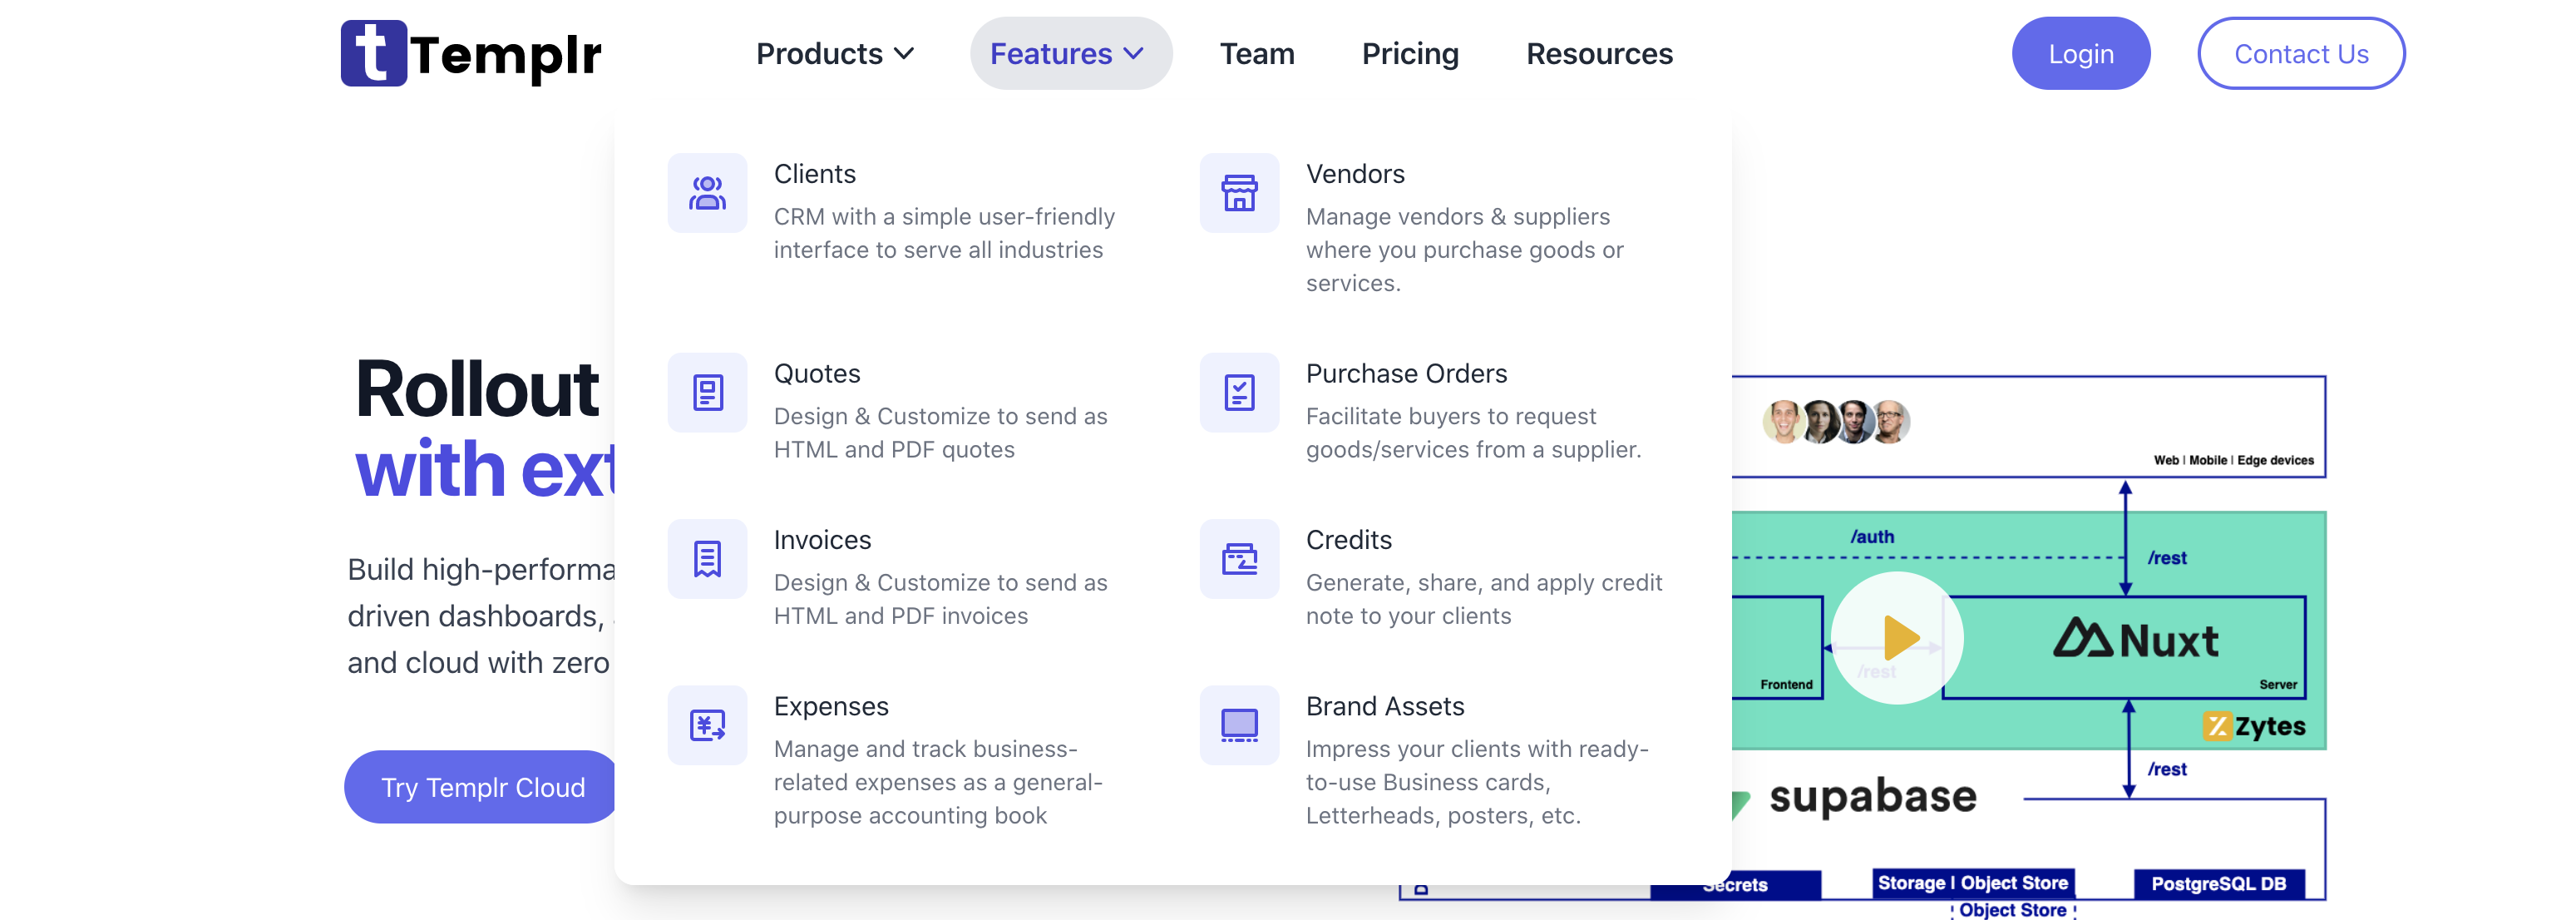 Templr
Products
Features
Team
Pricing
Resources
Login
Contact Us
Clients
CRM with a simple user-friendly
interface to serve all industries
Vendors
Manage vendors & suppliers
where you purchase goods or
services.
Quotes
Design & Customize to send as
HTML and PDF quotes
Purchase Orders
Facilitate buyers to request
goods/services from a supplier.
Invoices
Design & Customize to send as
HTML and PDF invoices
Credits
Generate, share, and apply credit
note to your clients
Expenses
Manage and track business-
related expenses as a general-
purpose accounting book
Brand Assets
Impress your clients with ready-
to-use Business cards,
Letterheads, posters, etc.
Rollout
with ext
Build high-performa
driven dashboards,
and cloud with zero
Try Templr Cloud
Web | Mobile | Edge devices
/auth
/rest
/rest
Nuxt
Frontend
Server
Zytes
/rest
supabase
Secrets
Storage | Object Store
PostgreSQL DB
Object Store